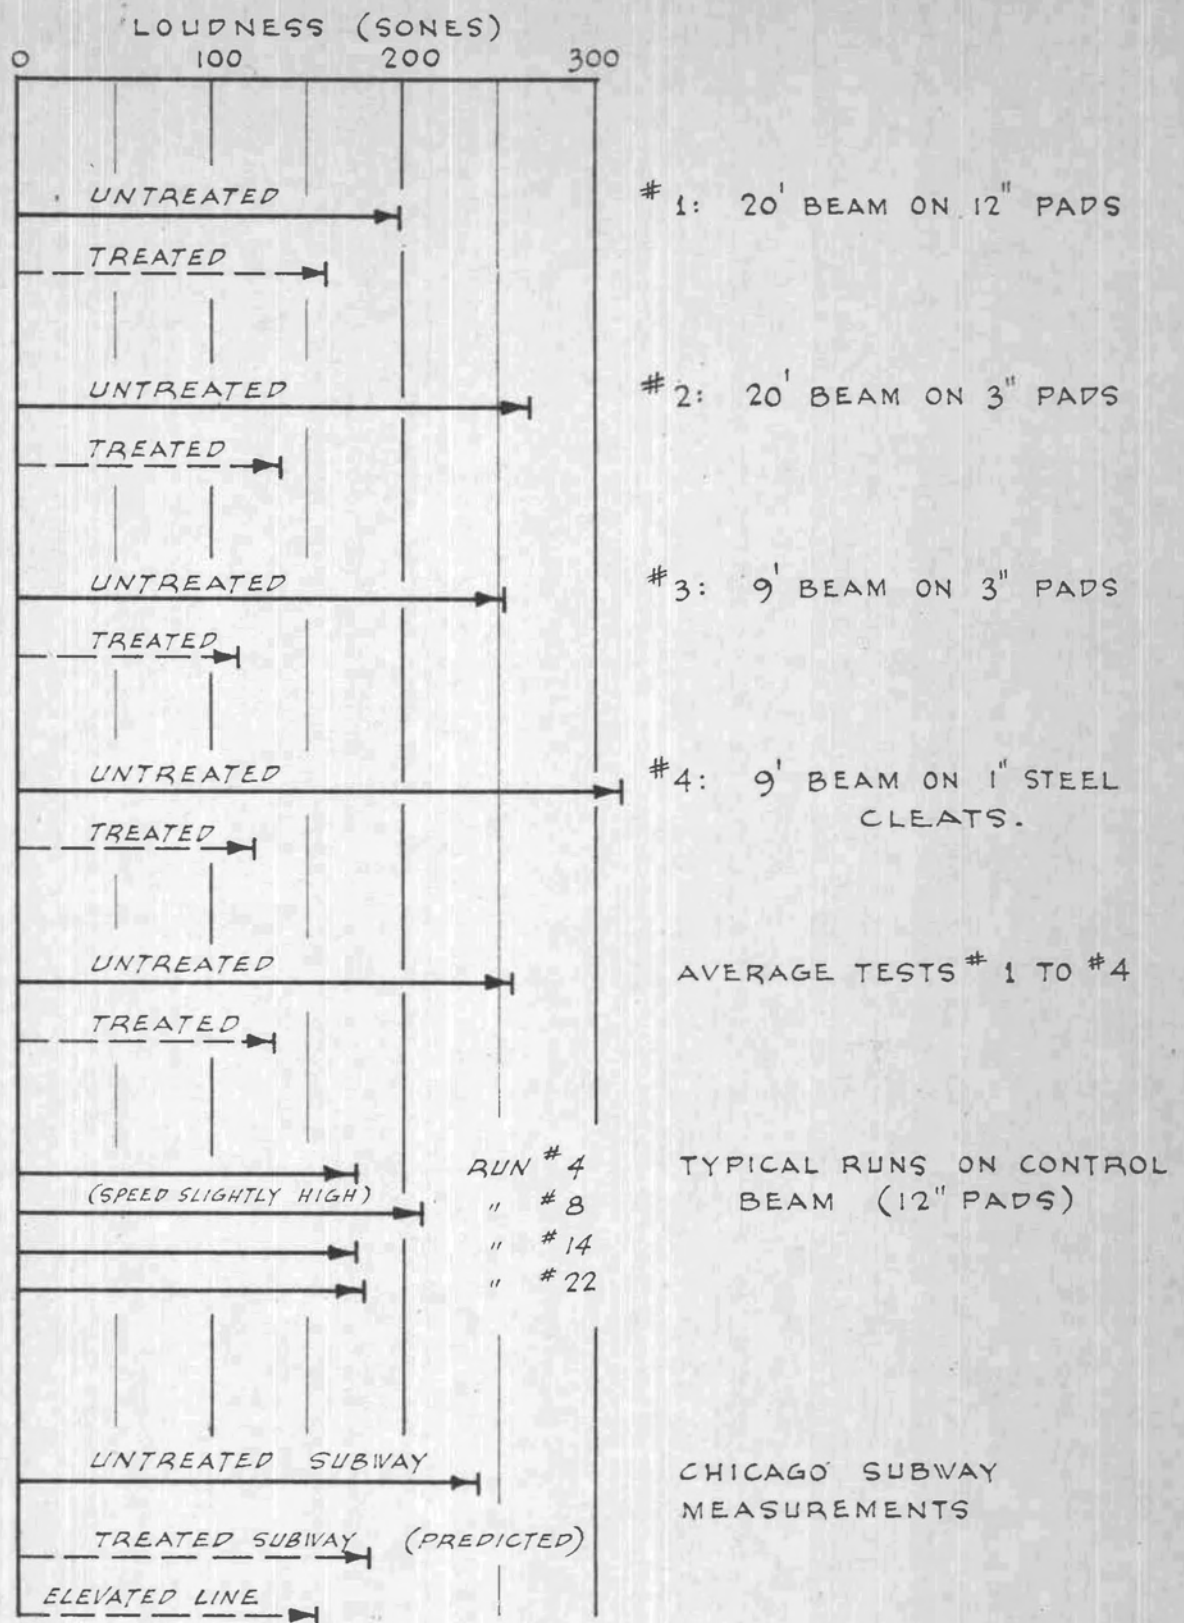 LOUDNESS (SONES)
0 100 200 300
UNTREATED
#1: 20' BEAM ON 12" PADS
TREATED
UNTREATED
#2: 20' BEAM ON 3" PADS
TREATED
UNTREATED
#3: 9' BEAM ON 3" PADS
TREATED
UNTREATED
#4: 9' BEAM ON 1" STEEL
CLEATS.
TREATED
UNTREATED
AVERAGE TESTS # 1 TO #4
TREATED
RUN #4
TYPICAL RUNS ON CONTROL
BEAM (12" PADS)
(SPEED SLIGHTLY HIGH)
" #8
" #14
" #22
UNTREATED SUBWAY
CHICAGO SUBWAY
MEASUREMENTS
TREATED SUBWAY (PREDICTED)
ELEVATED LINE